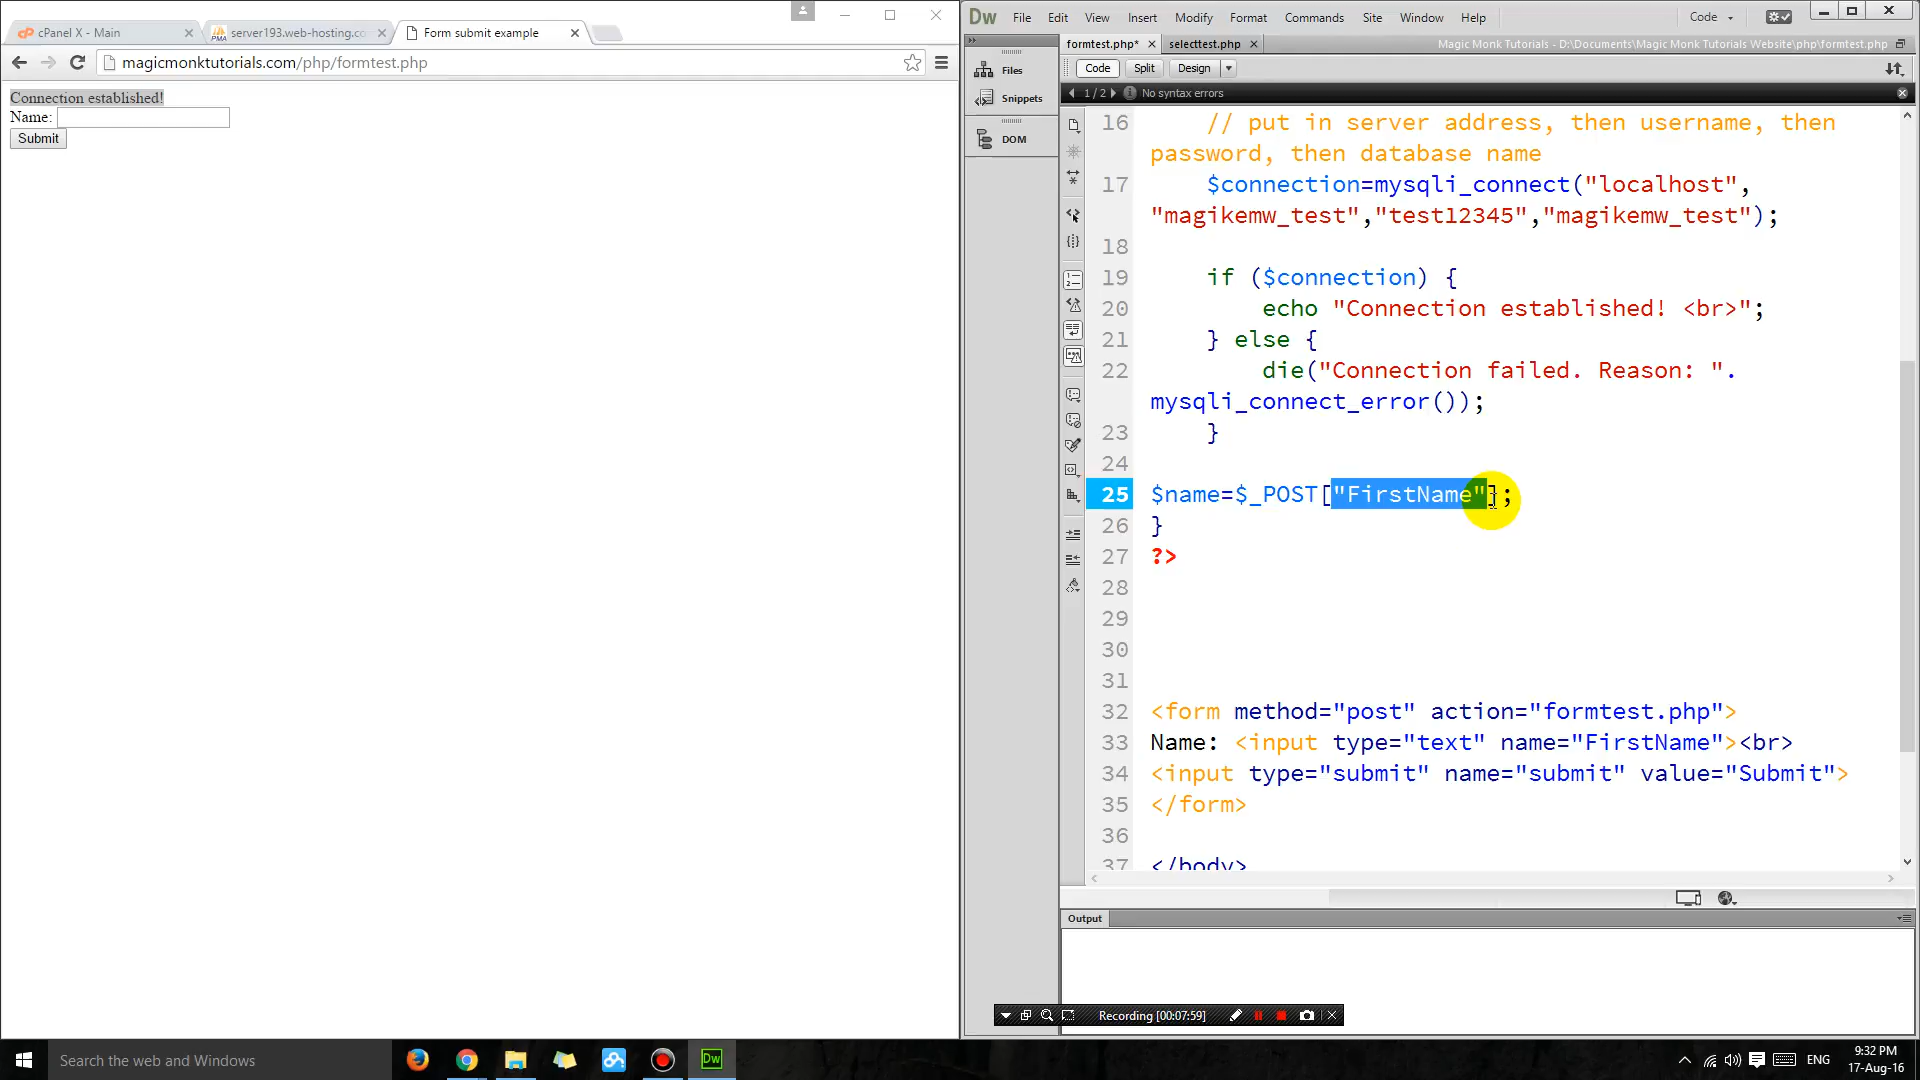 cPanel X - Main
server193.web-hosting.co
Form submit example
magicmonktutorials.com/php/formtest.php
Connection established!
Name:
Submit
Dw File Edit View Insert Modify Format Commands Site Window Help Code
formtest.php* selecttest.php Magic Monk Tutorials - D:\Documents\Magic Monk Tutorials Website\php\formtest.php
Code Split Design
1 / 2 No syntax errors
Files
Snippets
DOM
16 // put in server address, then username, then
password, then database name
17 $connection=mysqli_connect("localhost",
"magikemw_test","test12345","magikemw_test");
18
19 if ($connection) {
20 echo "Connection established! <br>";
21 } else {
22 die("Connection failed. Reason: ".
mysqli_connect_error());
23 }
24
25 $name=$_POST["FirstName"];
26 }
27 ?>
28
29
30
31
32 <form method="post" action="formtest.php">
33 Name: <input type="text" name="FirstName"><br>
34 <input type="submit" name="submit" value="Submit">
35 </form>
36
37 </body>
Output
Recording [00:07:59]
Search the web and Windows
Dw
ENG
9:32 PM
17-Aug-16